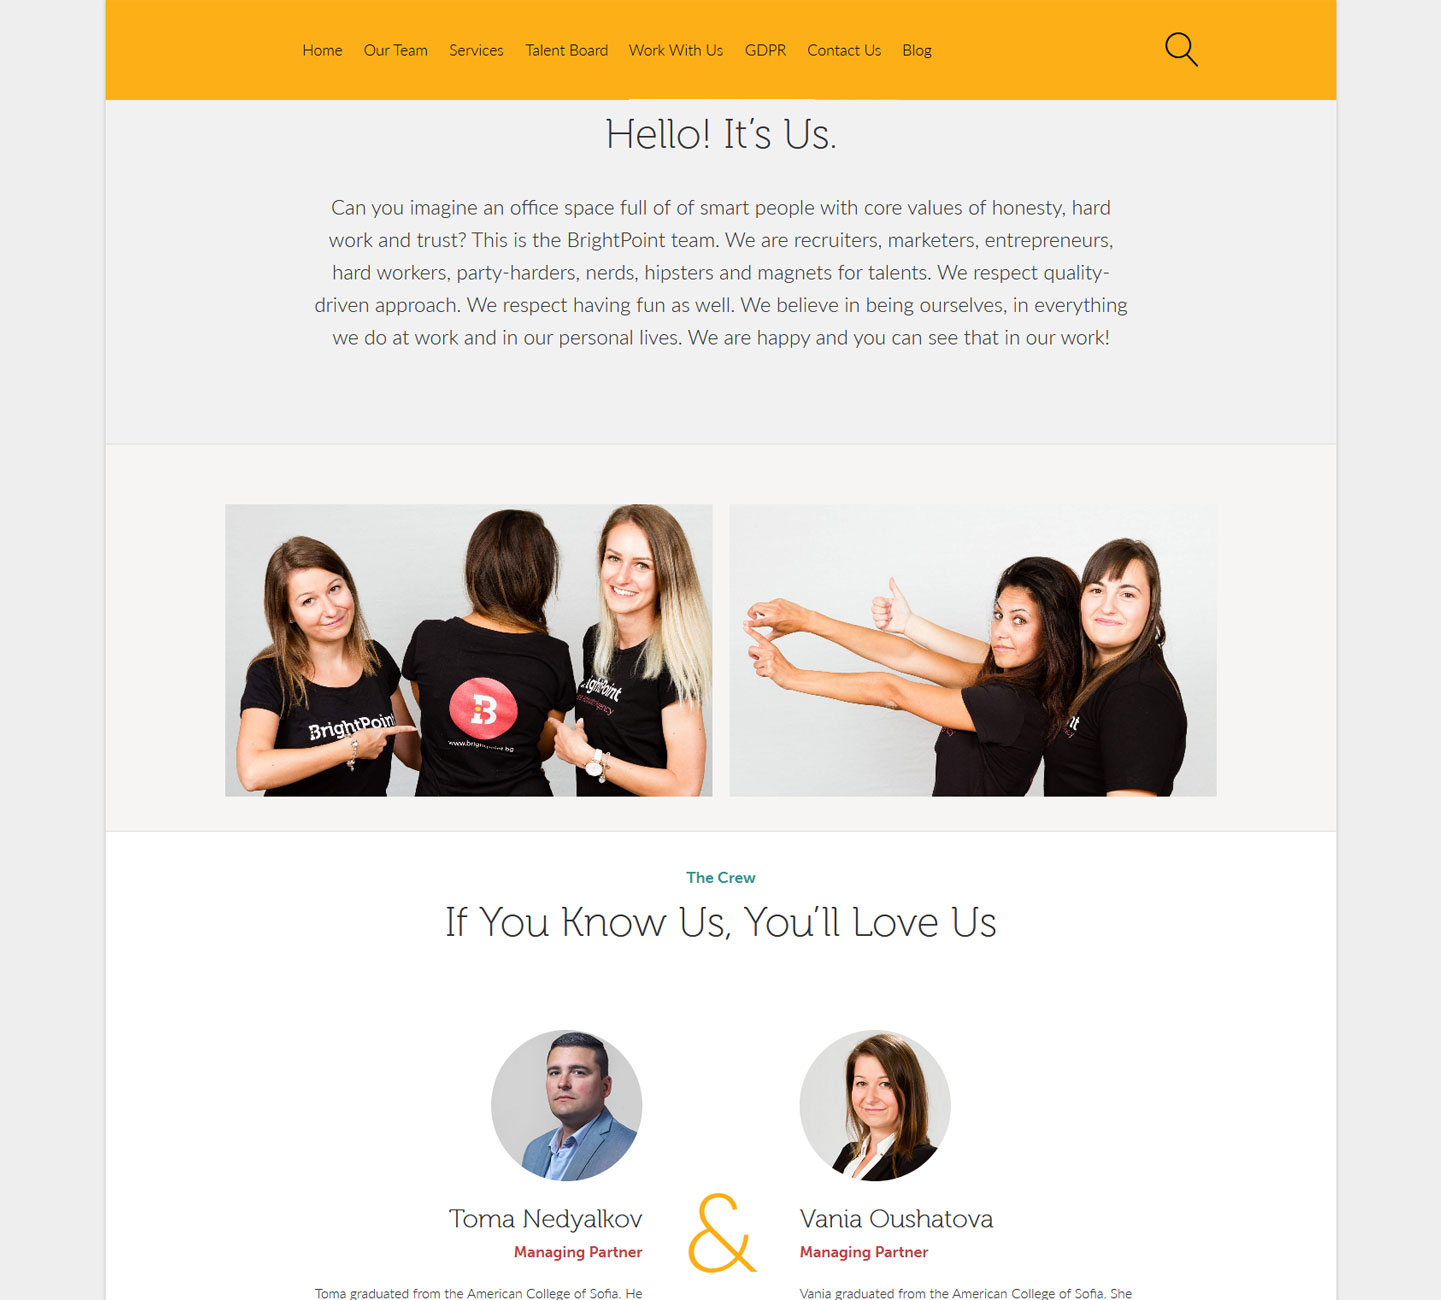 Home Our Team Services Talent Board Work With Us GDPR Contact Us Blog
Hello! It's Us.
Can you imagine an office space full of of smart people with core values of honesty, hard
work and trust? This is the BrightPoint team. We are recruiters, marketers, entrepreneurs,
hard workers, party-harders, nerds, hipsters and magnets for talents. We respect quality-
driven approach. We respect having fun as well. We believe in being ourselves, in everything
we do at work and in our personal lives. We are happy and you can see that in our work!
BrightPoint
B
www.brightpoint.bg
The Crew
If You Know Us, You'll Love Us
Toma Nedyalkov
Managing Partner
Toma graduated from the American College of Sofia. He
&
Vania Oushatova
Managing Partner
Vania graduated from the American College of Sofia. She